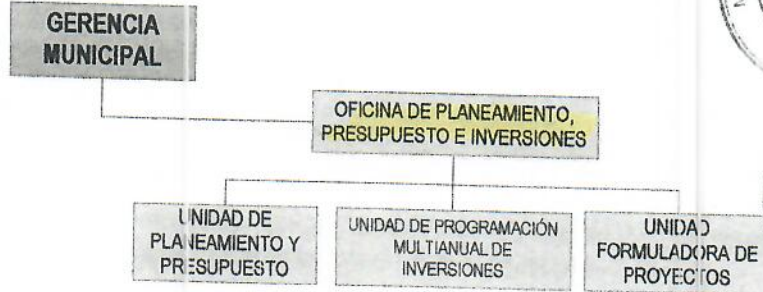 GERENCIA
MUNICIPAL
OFICINA DE PLANEAMIENTO,
PRESUPUESTO E INVERSIONES
UNIDAD DE
PLANEAMIENTO Y
PRESUPUESTO
UNIDAD DE PROGRAMACIÓN
MULTIANUAL DE
INVERSIONES
UNIDAD
FORMULADORA DE
PROYECTOS